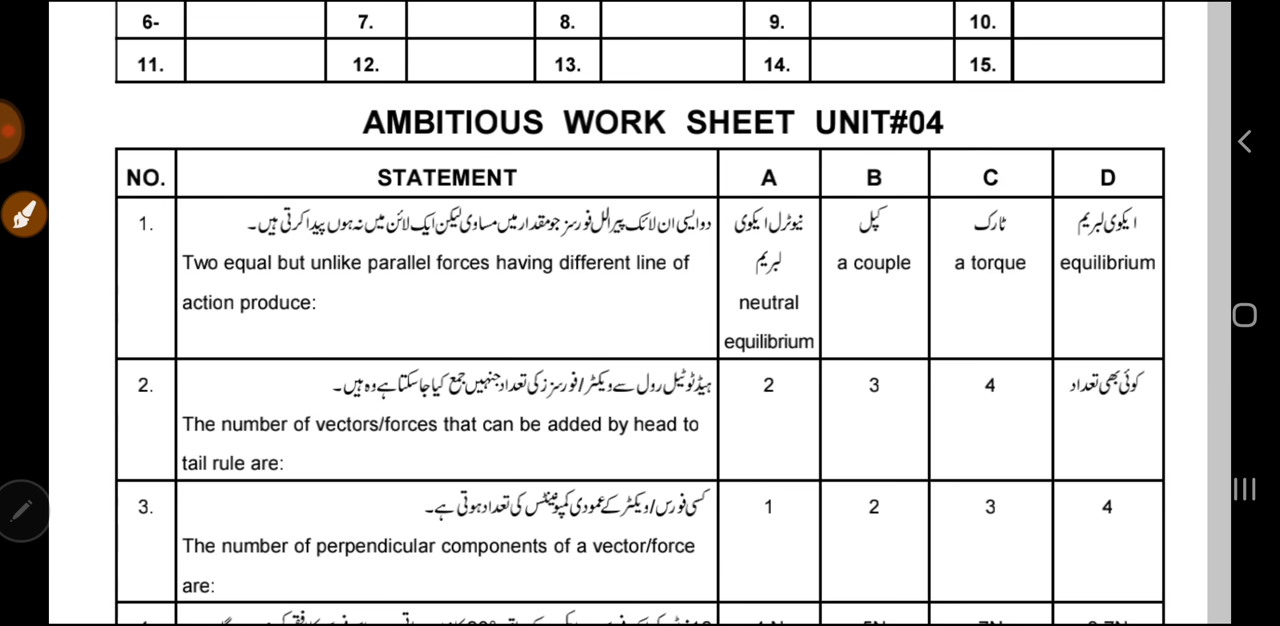 6- 7. 8. 9. 10.
11. 12. 13. 14. 15.
AMBITIOUS WORK SHEET UNIT#04
NO. STATEMENT A B C D
1. دو ایسی ان لائک پیرالل فورسز جو مقدار میں مساوی لیکن ایک لائن میں نہ ہوں پیدا کرتی ہیں۔ نیوٹرل ایکوی کپل ٹارک ایکوی لبریم
Two equal but unlike parallel forces having different line of لبریم a couple a torque equilibrium
action produce: neutral
equilibrium
2. ہیڈ ٹو ٹیل رول سے ویکٹر/فورسز کی تعداد جنہیں جمع کیا جا سکتا ہے وہ ہیں۔ 2 3 4 کوئی بھی تعداد
The number of vectors/forces that can be added by head to
tail rule are:
3. کسی فورس/ویکٹر کے عمودی کمپونینٹس کی تعداد ہوتی ہے۔ 1 2 3 4
The number of perpendicular components of a vector/force
are: